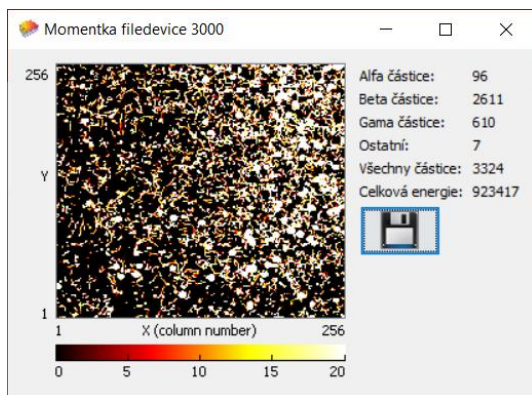 Momentka filedevice 3000
256
Y
1
1 X (column number) 256
0 5 10 15 20
Alfa částice: 96
Beta částice: 2611
Gama částice: 610
Ostatní: 7
Všechny částice: 3324
Celková energie: 923417